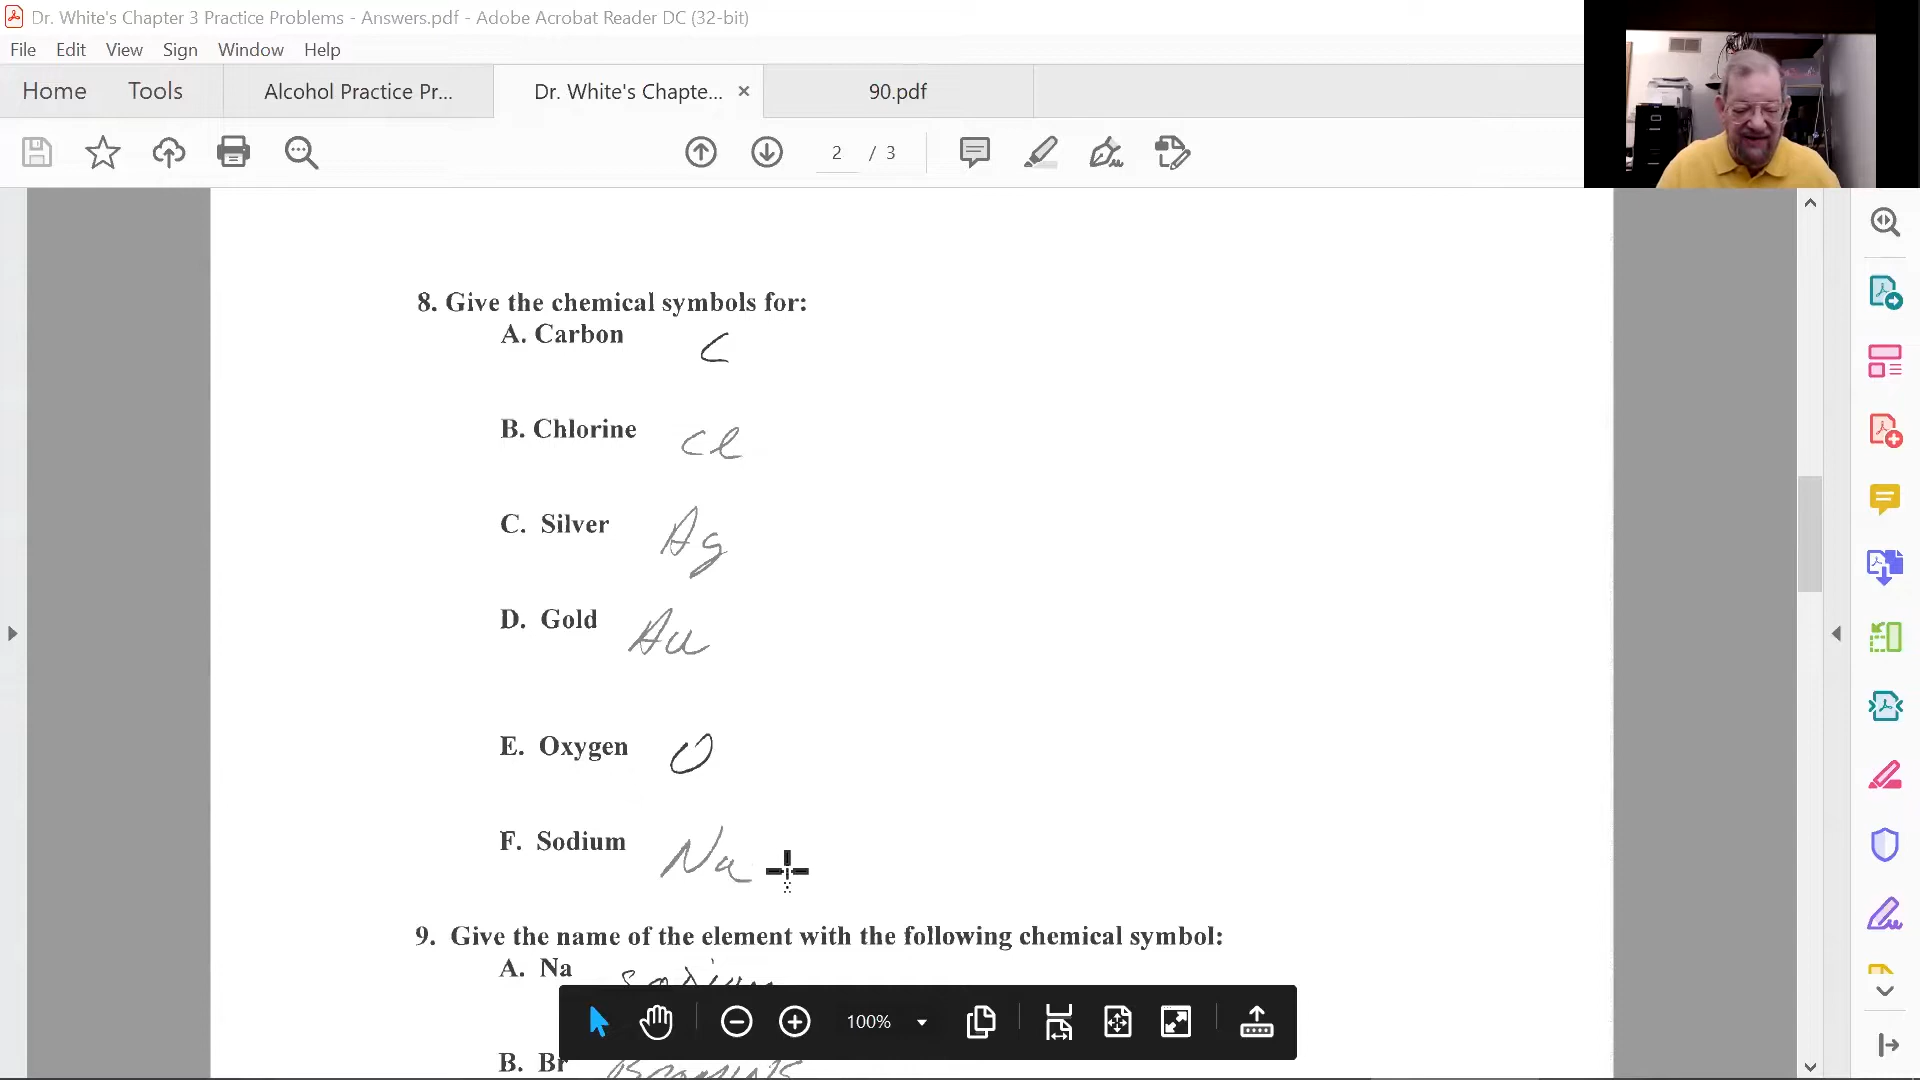 Dr. White's Chapter 3 Practice Problems - Answers.pdf - Adobe Acrobat Reader DC (32-bit)
File Edit View Sign Window Help
Home Tools Alcohol Practice Pr... Dr. White's Chapte... × 90.pdf
2 / 3
8. Give the chemical symbols for:
A. Carbon C
B. Chlorine Cl
C. Silver Ag
D. Gold Au
E. Oxygen O
F. Sodium Na
9. Give the name of the element with the following chemical symbol:
A. Na Sodium
100%
B. Br